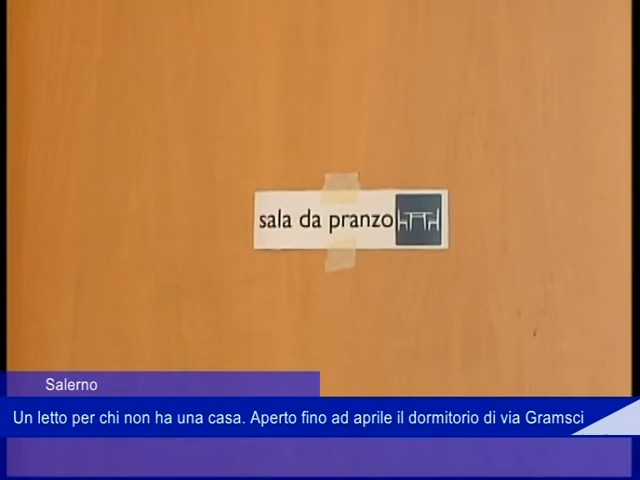 sala da pranzo
Salerno
Un letto per chi non ha una casa. Aperto fino ad aprile il dormitorio di via Gramsci